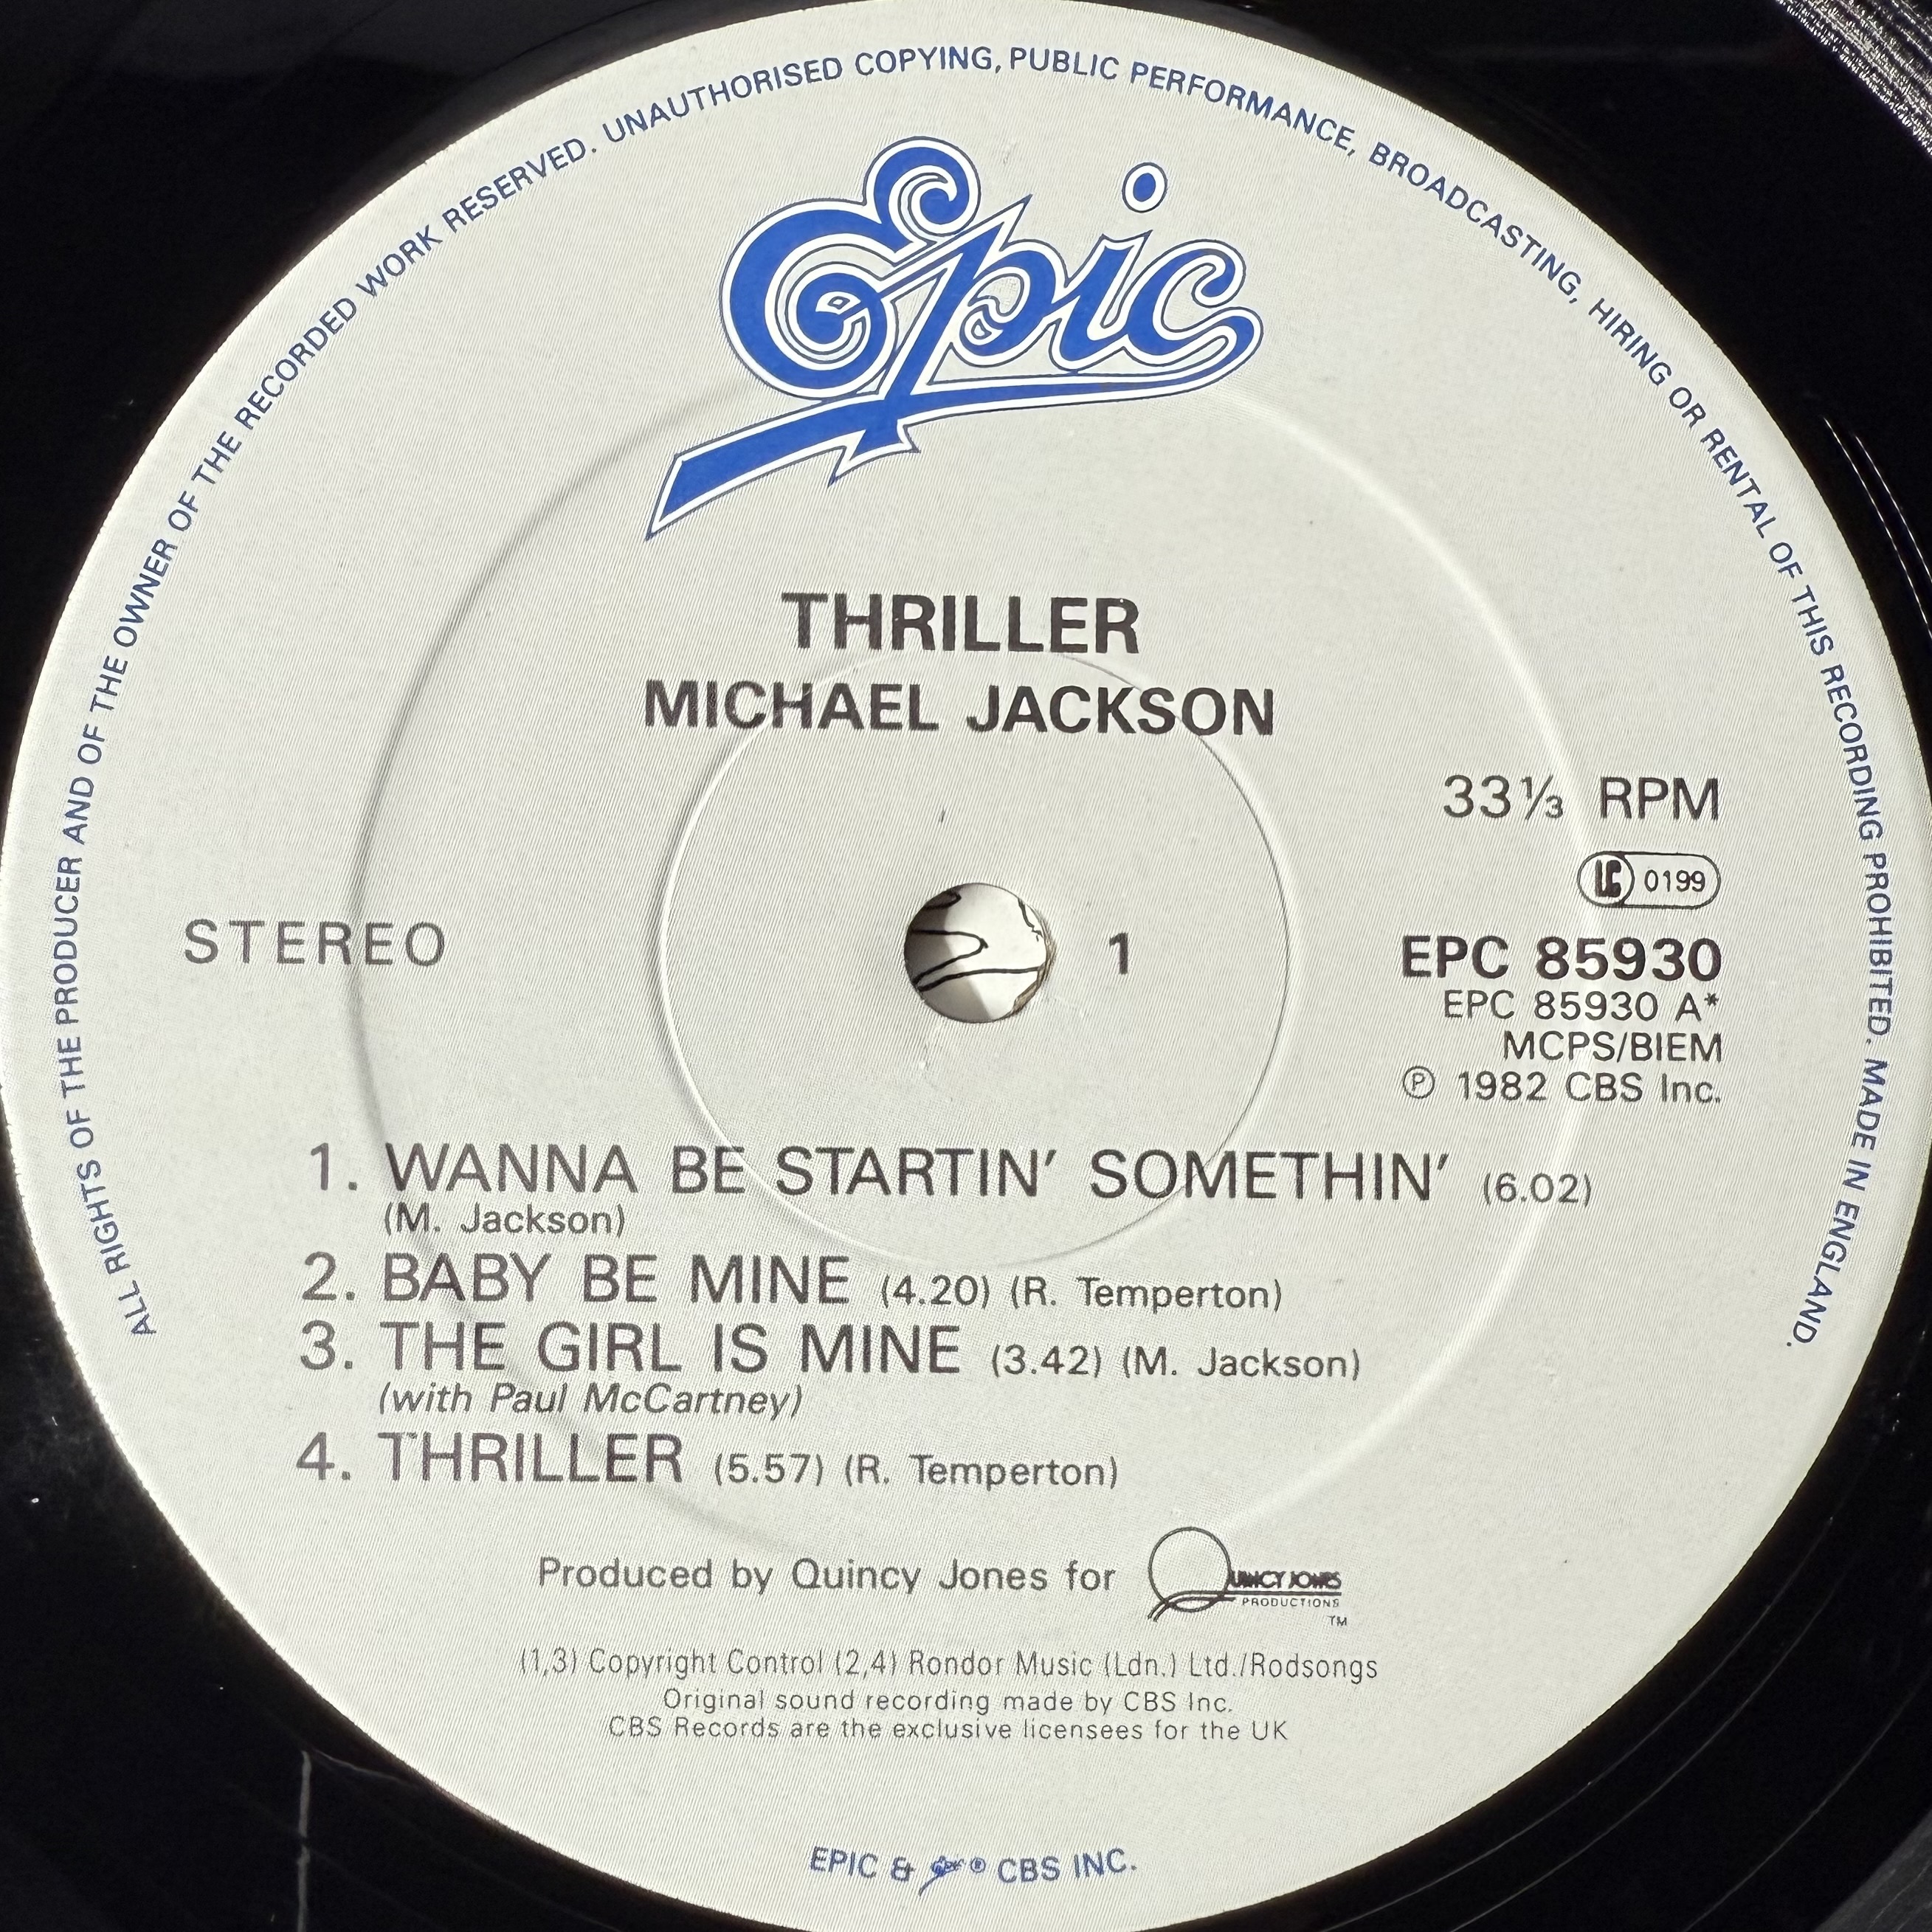 ALL RIGHTS OF THE PRODUCER AND OF THE OWNER OF THE RECORDED WORK RESERVED. UNAUTHORISED COPYING, PUBLIC PERFORMANCE, BROADCASTING, HIRING OR RENTAL OF THIS RECORDING PROHIBITED. MADE IN ENGLAND.
Epic
THRILLER
MICHAEL JACKSON
33⅓ RPM
LC 0199
STEREO
1
EPC 85930
EPC 85930 A*
MCPS/BIEM
℗ 1982 CBS Inc.
1. WANNA BE STARTIN' SOMETHIN' (6.02)
(M. Jackson)
2. BABY BE MINE (4.20) (R. Temperton)
3. THE GIRL IS MINE (3.42) (M. Jackson)
(with Paul McCartney)
4. THRILLER (5.57) (R. Temperton)
Produced by Quincy Jones for QUINCY JONES
PRODUCTIONS
TM
(1,3) Copyright Control (2,4) Rondor Music (Ldn.) Ltd./Rodsongs
Original sound recording made by CBS Inc.
CBS Records are the exclusive licensees for the UK
EPIC & Epic ® CBS INC.